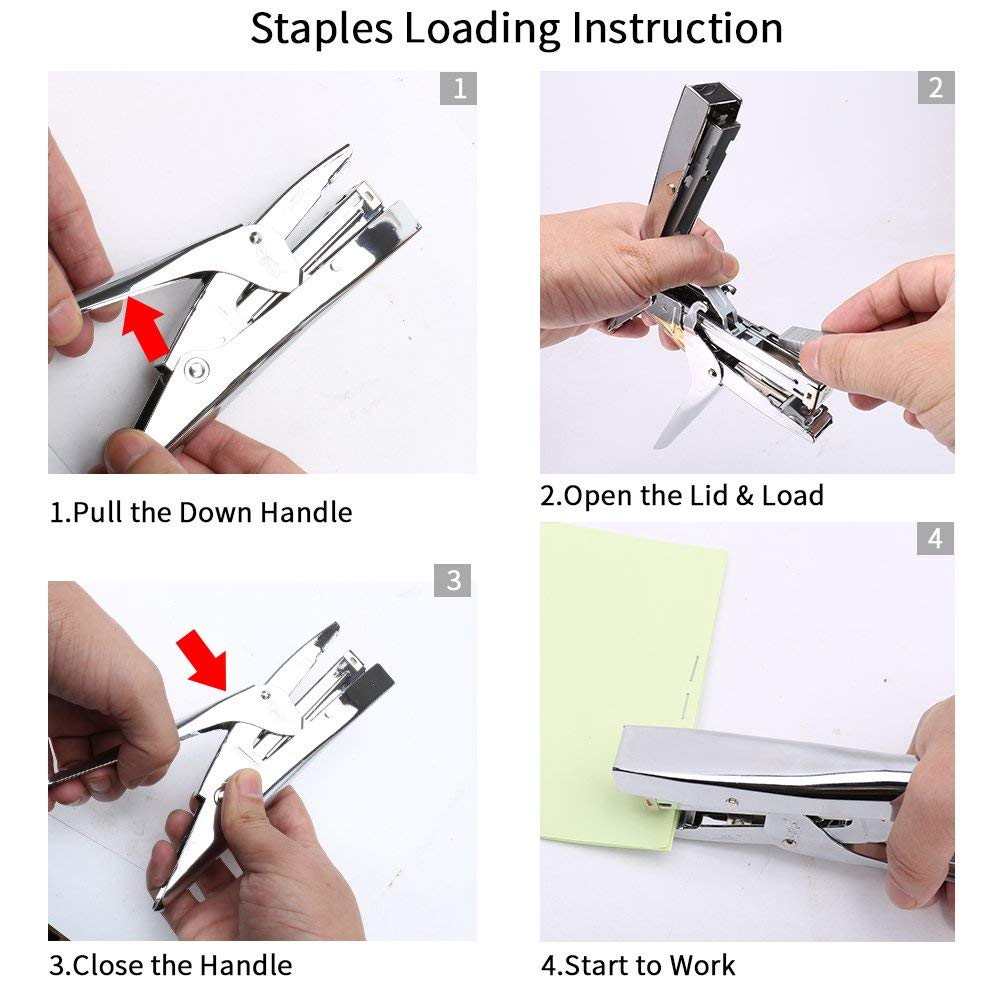 Staples Loading Instruction
1
2
1.Pull the Down Handle
2.Open the Lid & Load
3
4
3.Close the Handle
4.Start to Work